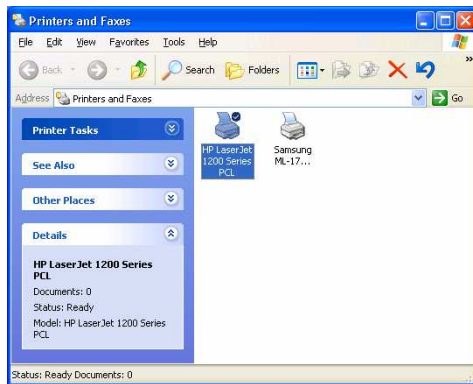 Printers and Faxes
File Edit View Favorites Tools Help
Back Search Folders »
Address Printers and Faxes Go
Printer Tasks
See Also
Other Places
Details
HP LaserJet 1200 Series
PCL
Documents: 0
Status: Ready
Model: HP LaserJet 1200 Series
PCL
HP LaserJet
1200 Series
PCL
Samsung
ML-17...
Status: Ready Documents: 0